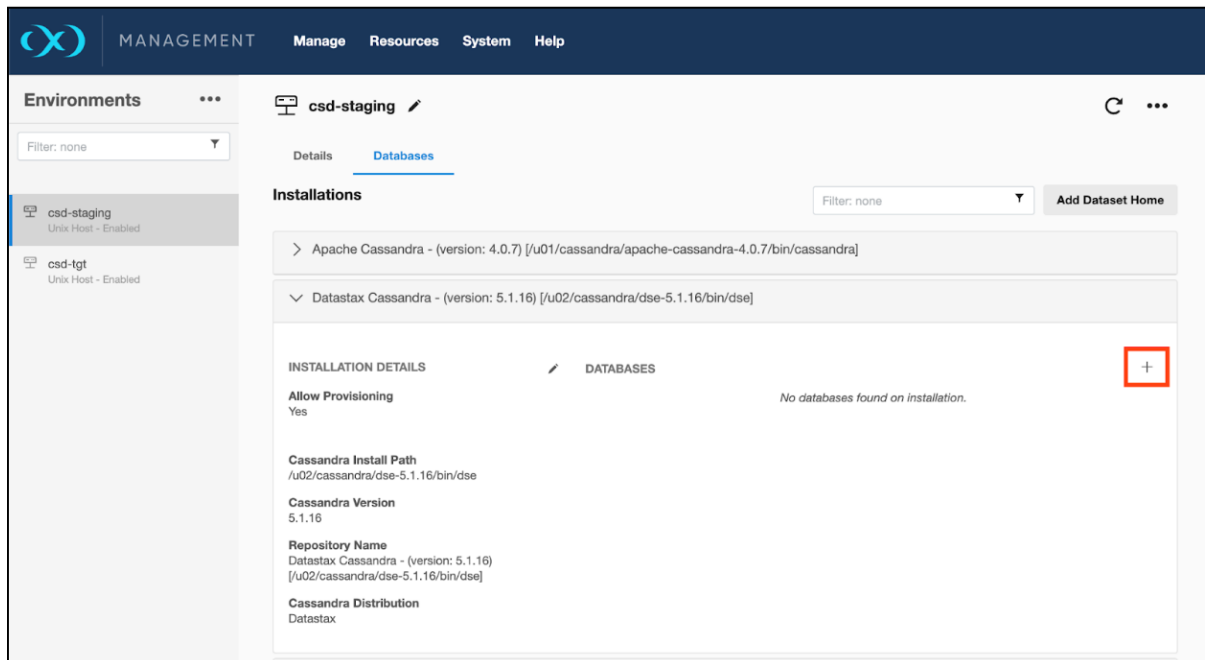 MANAGEMENT
Manage Resources System Help
Environments
Filter: none
csd-staging
Unix Host - Enabled
csd-tgt
Unix Host - Enabled
csd-staging
Details Databases
Installations
Filter: none
Add Dataset Home
Apache Cassandra - (version: 4.0.7) [/u01/cassandra/apache-cassandra-4.0.7/bin/cassandra]
Datastax Cassandra - (version: 5.1.16) [/u02/cassandra/dse-5.1.16/bin/dse]
INSTALLATION DETAILS
Allow Provisioning
Yes
Cassandra Install Path
/u02/cassandra/dse-5.1.16/bin/dse
Cassandra Version
5.1.16
Repository Name
Datastax Cassandra - (version: 5.1.16)
[/u02/cassandra/dse-5.1.16/bin/dse]
Cassandra Distribution
Datastax
DATABASES
No databases found on installation.